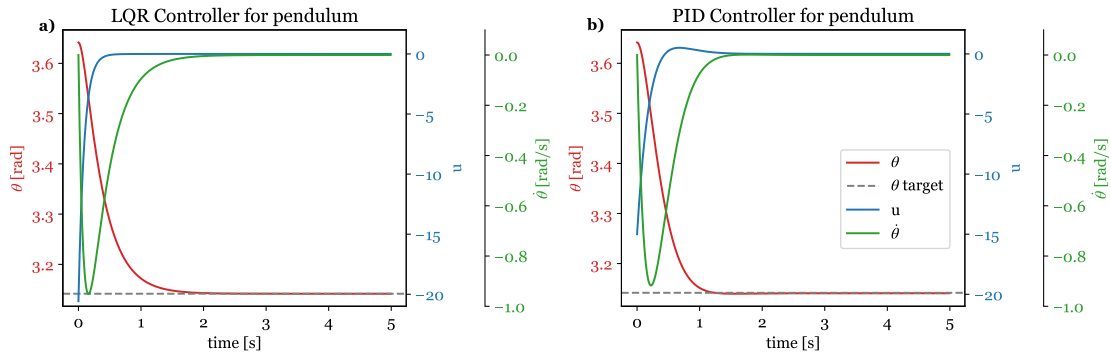 a) LQR Controller for pendulum
3.6
3.5
3.4
3.3
3.2
θ [rad]
0
−5
−10
−15
−20
u
0.0
−0.2
−0.4
−0.6
−0.8
−1.0
θ̇ [rad/s]
0 1 2 3 4 5
time [s]
b) PID Controller for pendulum
3.6
3.5
3.4
3.3
3.2
θ [rad]
θ
θ target
u
θ̇
0
−5
−10
−15
−20
u
0.0
−0.2
−0.4
−0.6
−0.8
−1.0
θ̇ [rad/s]
0 1 2 3 4 5
time [s]